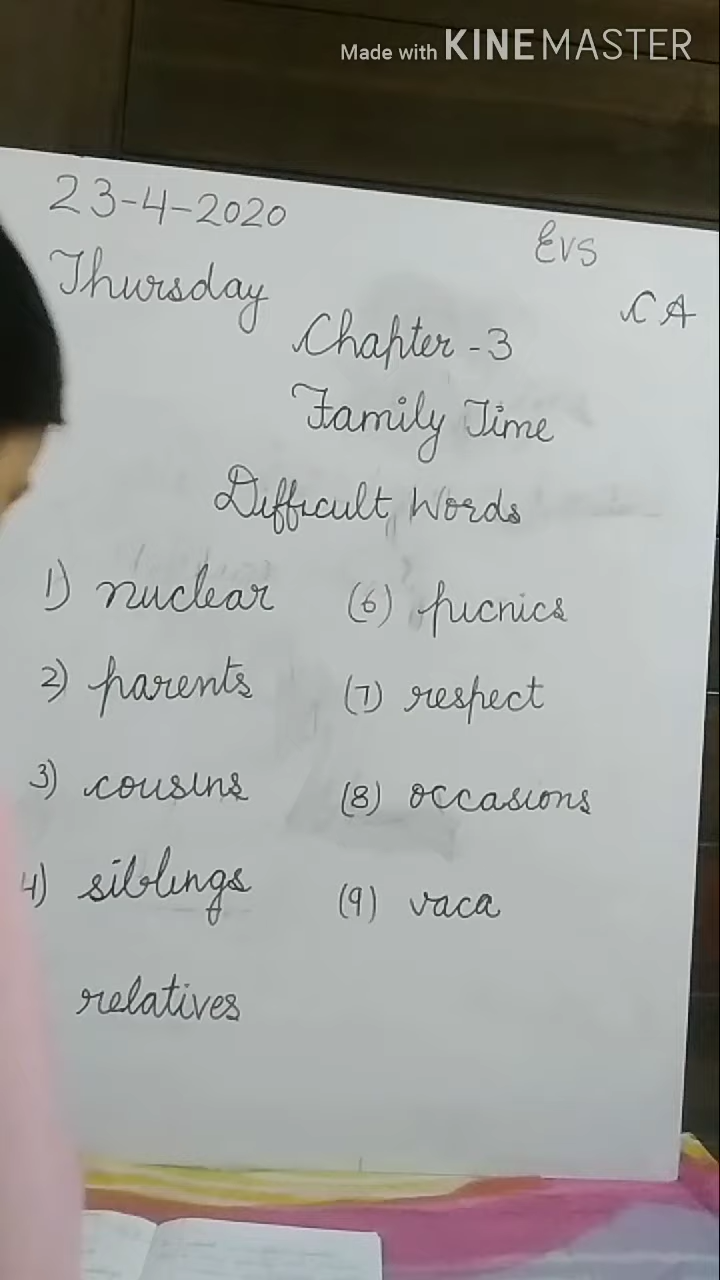 Made with KINEMASTER
23-4-2020
EVS
Thursday
CA
Chapter - 3
Family Time
Difficult Words
1) nuclear (6) picnics
2) parents (7) respect
3) cousins (8) occasions
4) siblings (9) vaca
relatives